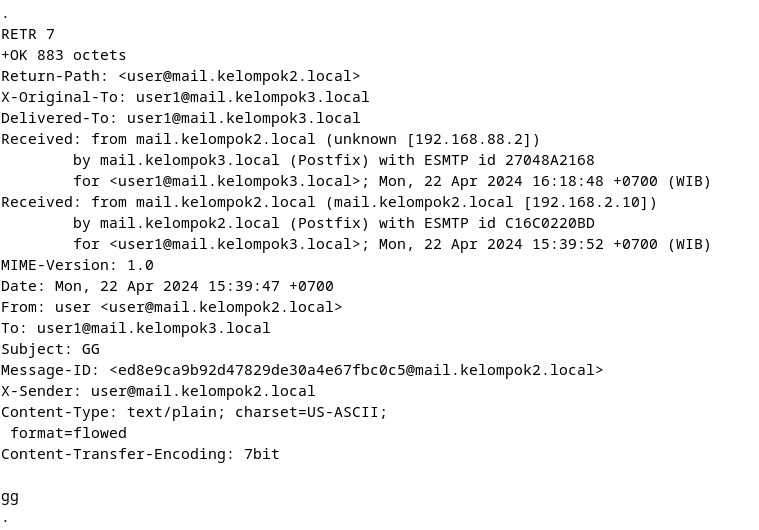 .
RETR 7
+OK 883 octets
Return-Path: <user@mail.kelompok2.local>
X-Original-To: user1@mail.kelompok3.local
Delivered-To: user1@mail.kelompok3.local
Received: from mail.kelompok2.local (unknown [192.168.88.2])
        by mail.kelompok3.local (Postfix) with ESMTP id 27048A2168
        for <user1@mail.kelompok3.local>; Mon, 22 Apr 2024 16:18:48 +0700 (WIB)
Received: from mail.kelompok2.local (mail.kelompok2.local [192.168.2.10])
        by mail.kelompok2.local (Postfix) with ESMTP id C16C0220BD
        for <user1@mail.kelompok3.local>; Mon, 22 Apr 2024 15:39:52 +0700 (WIB)
MIME-Version: 1.0
Date: Mon, 22 Apr 2024 15:39:47 +0700
From: user <user@mail.kelompok2.local>
To: user1@mail.kelompok3.local
Subject: GG
Message-ID: <ed8e9ca9b92d47829de30a4e67fbc0c5@mail.kelompok2.local>
X-Sender: user@mail.kelompok2.local
Content-Type: text/plain; charset=US-ASCII;
 format=flowed
Content-Transfer-Encoding: 7bit

gg
.